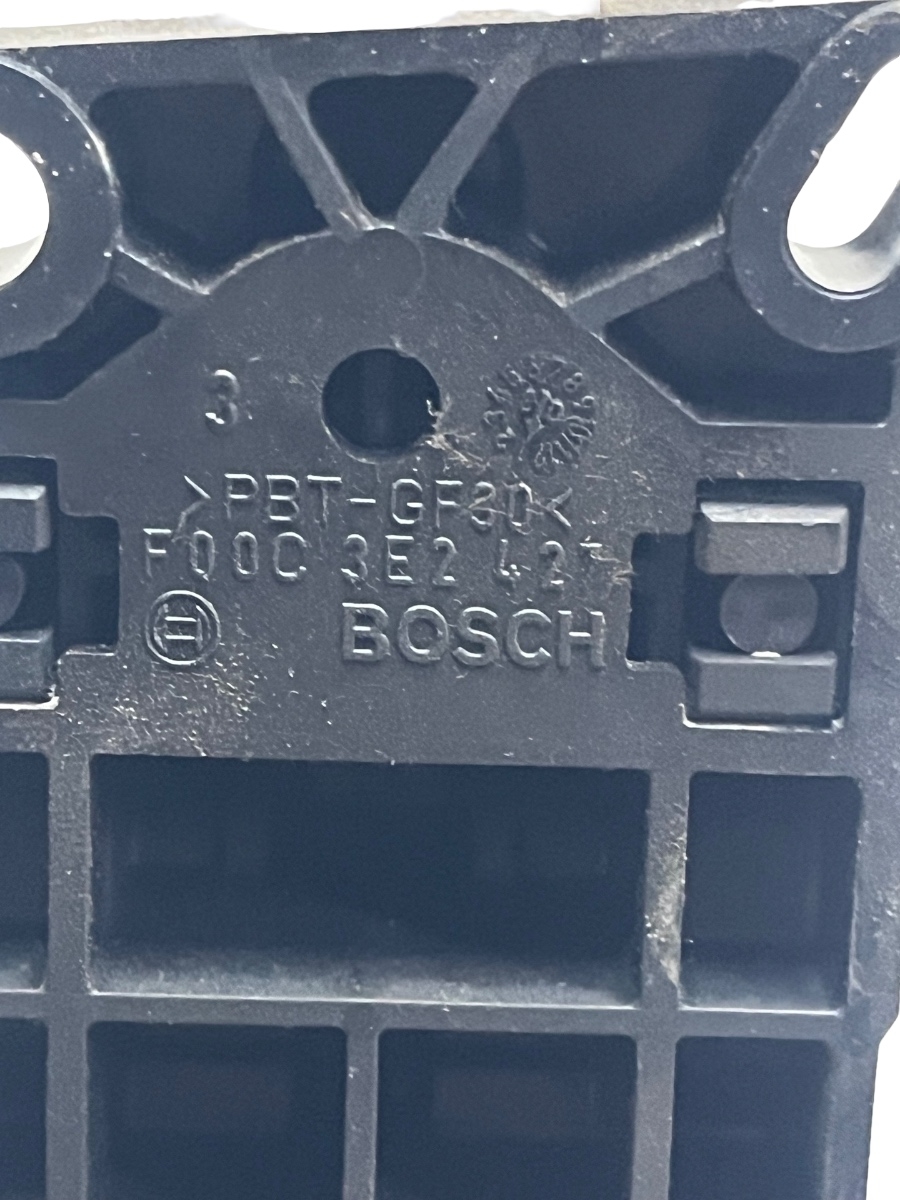 3
>PBT-GF30<
F00C 3E2 427
BOSCH